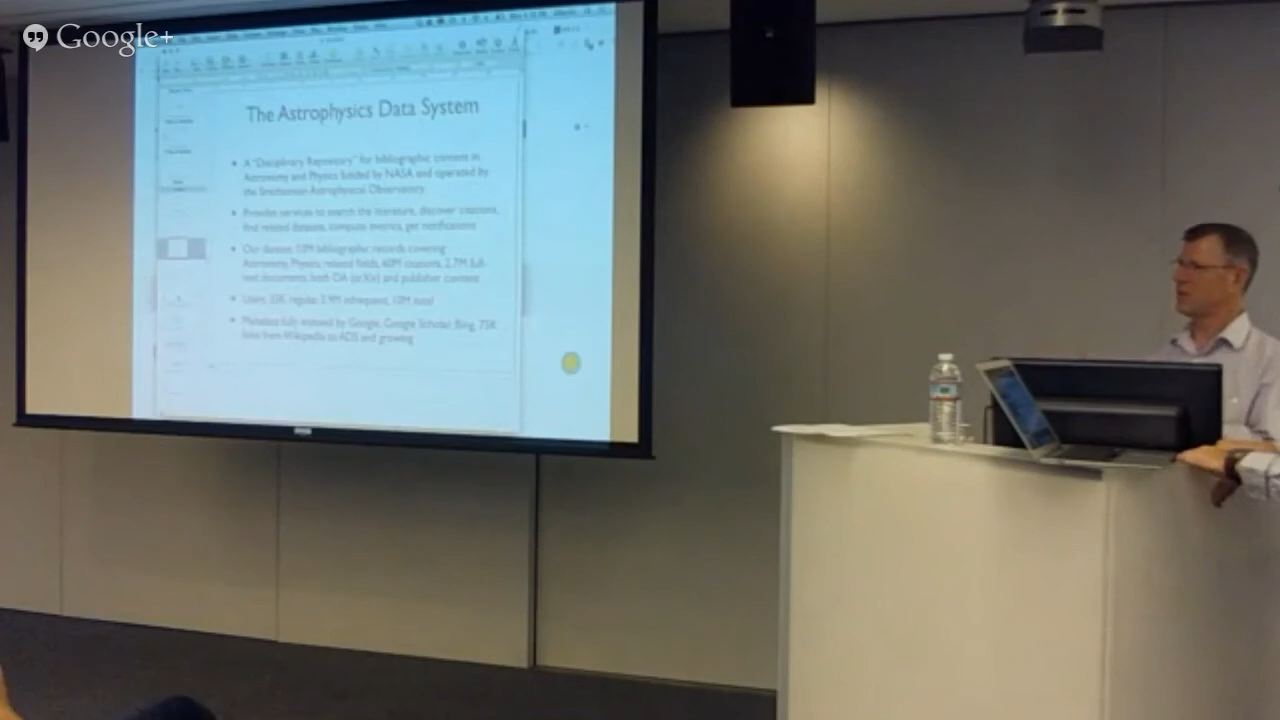 Google+
The Astrophysics Data System
A "Disciplinary Repository" for bibliographic content in
Astronomy and Physics funded by NASA and operated by
the Smithsonian Astrophysical Observatory
Provides services to search the literature, discover citations,
find related datasets, compute metrics, get notifications
Our dataset: 10M bibliographic records covering
Astronomy, Physics, related fields, 60M citations, 2.7M full-
text documents, both OA (arXiv) and publisher content
Users: regular, infrequent, 10M total
Metadata fully indexed by Google, Google Scholar, Bing, 75K
links from Wikipedia to ADS and growing